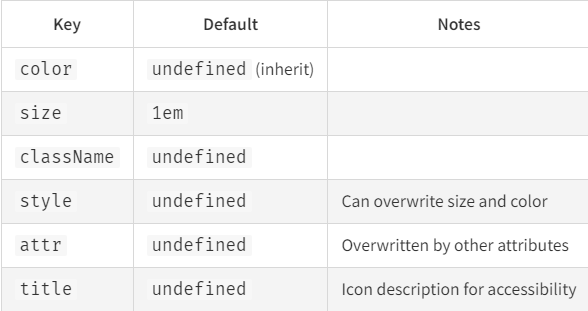 Key Default Notes
color undefined (inherit)
size 1em
className undefined
style undefined Can overwrite size and color
attr undefined Overwritten by other attributes
title undefined Icon description for accessibility